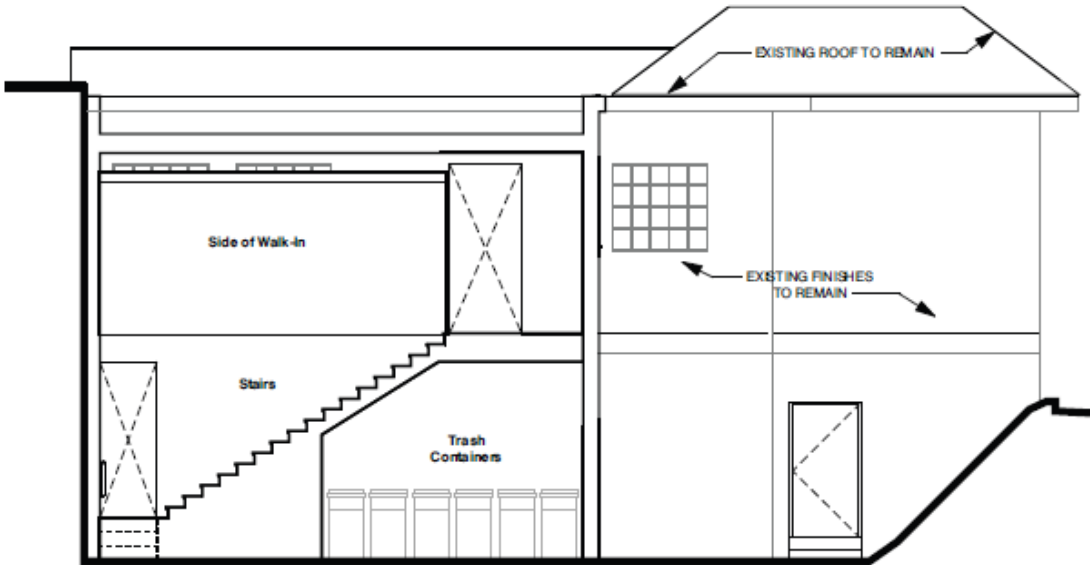 EXISTING ROOF TO REMAIN
Side of Walk-In
EXISTING FINISHES
TO REMAIN
Stairs
Trash
Containers